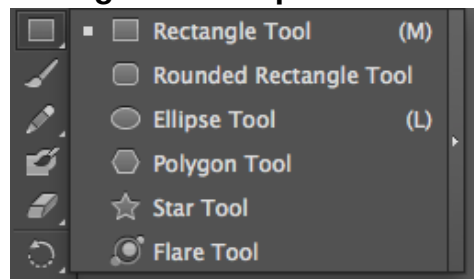 Rectangle Tool (M)
Rounded Rectangle Tool
Ellipse Tool (L)
Polygon Tool
Star Tool
Flare Tool